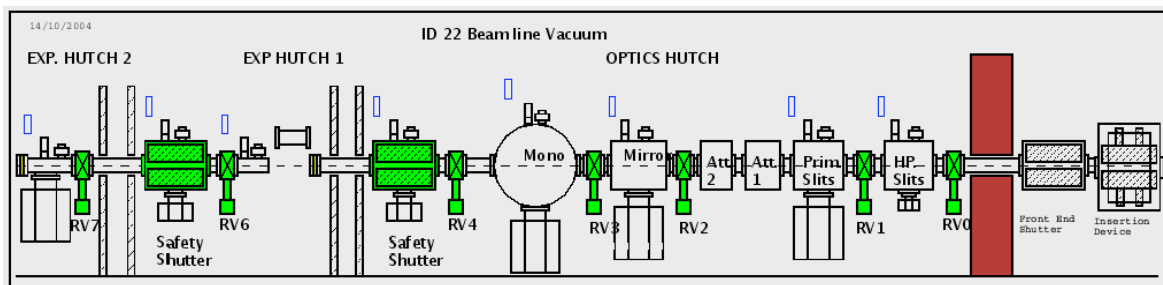 14/10/2004
ID 22 Beamline Vacuum
EXP. HUTCH 2
EXP HUTCH 1
OPTICS HUTCH
Mono
Mirro
Att.
2
Att.
1
Prim.
Slits
HP.
Slits
RV7
RV6
RV4
RV3
RV2
RV1
RV0
Front End
Shutter
Insertion
Device
Safety
Shutter
Safety
Shutter